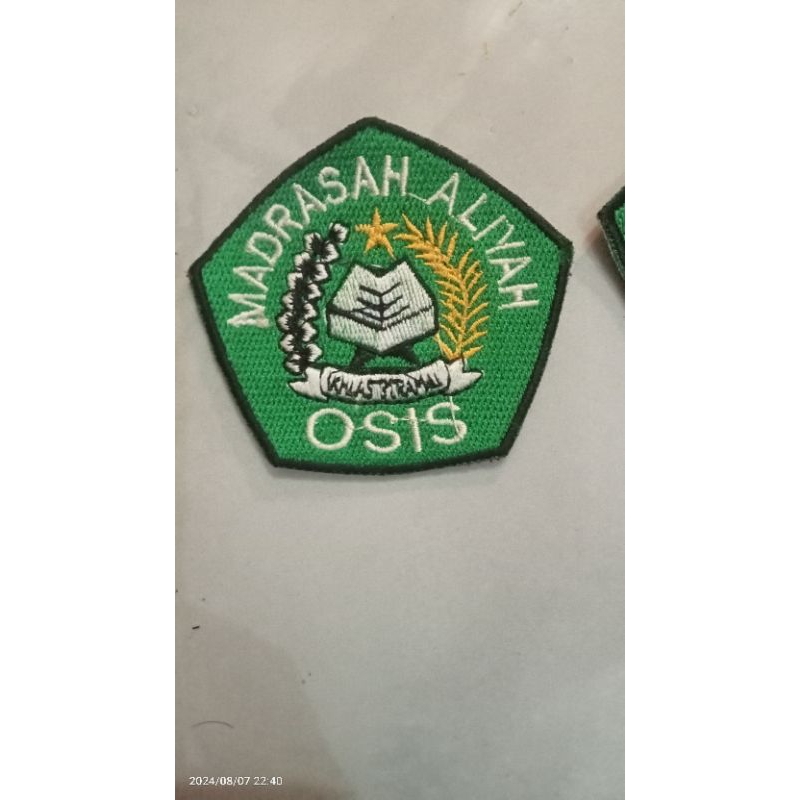 MADRASAH ALIYAH
IKHLAS BERAMAL
OSIS
2024/08/07 22:40